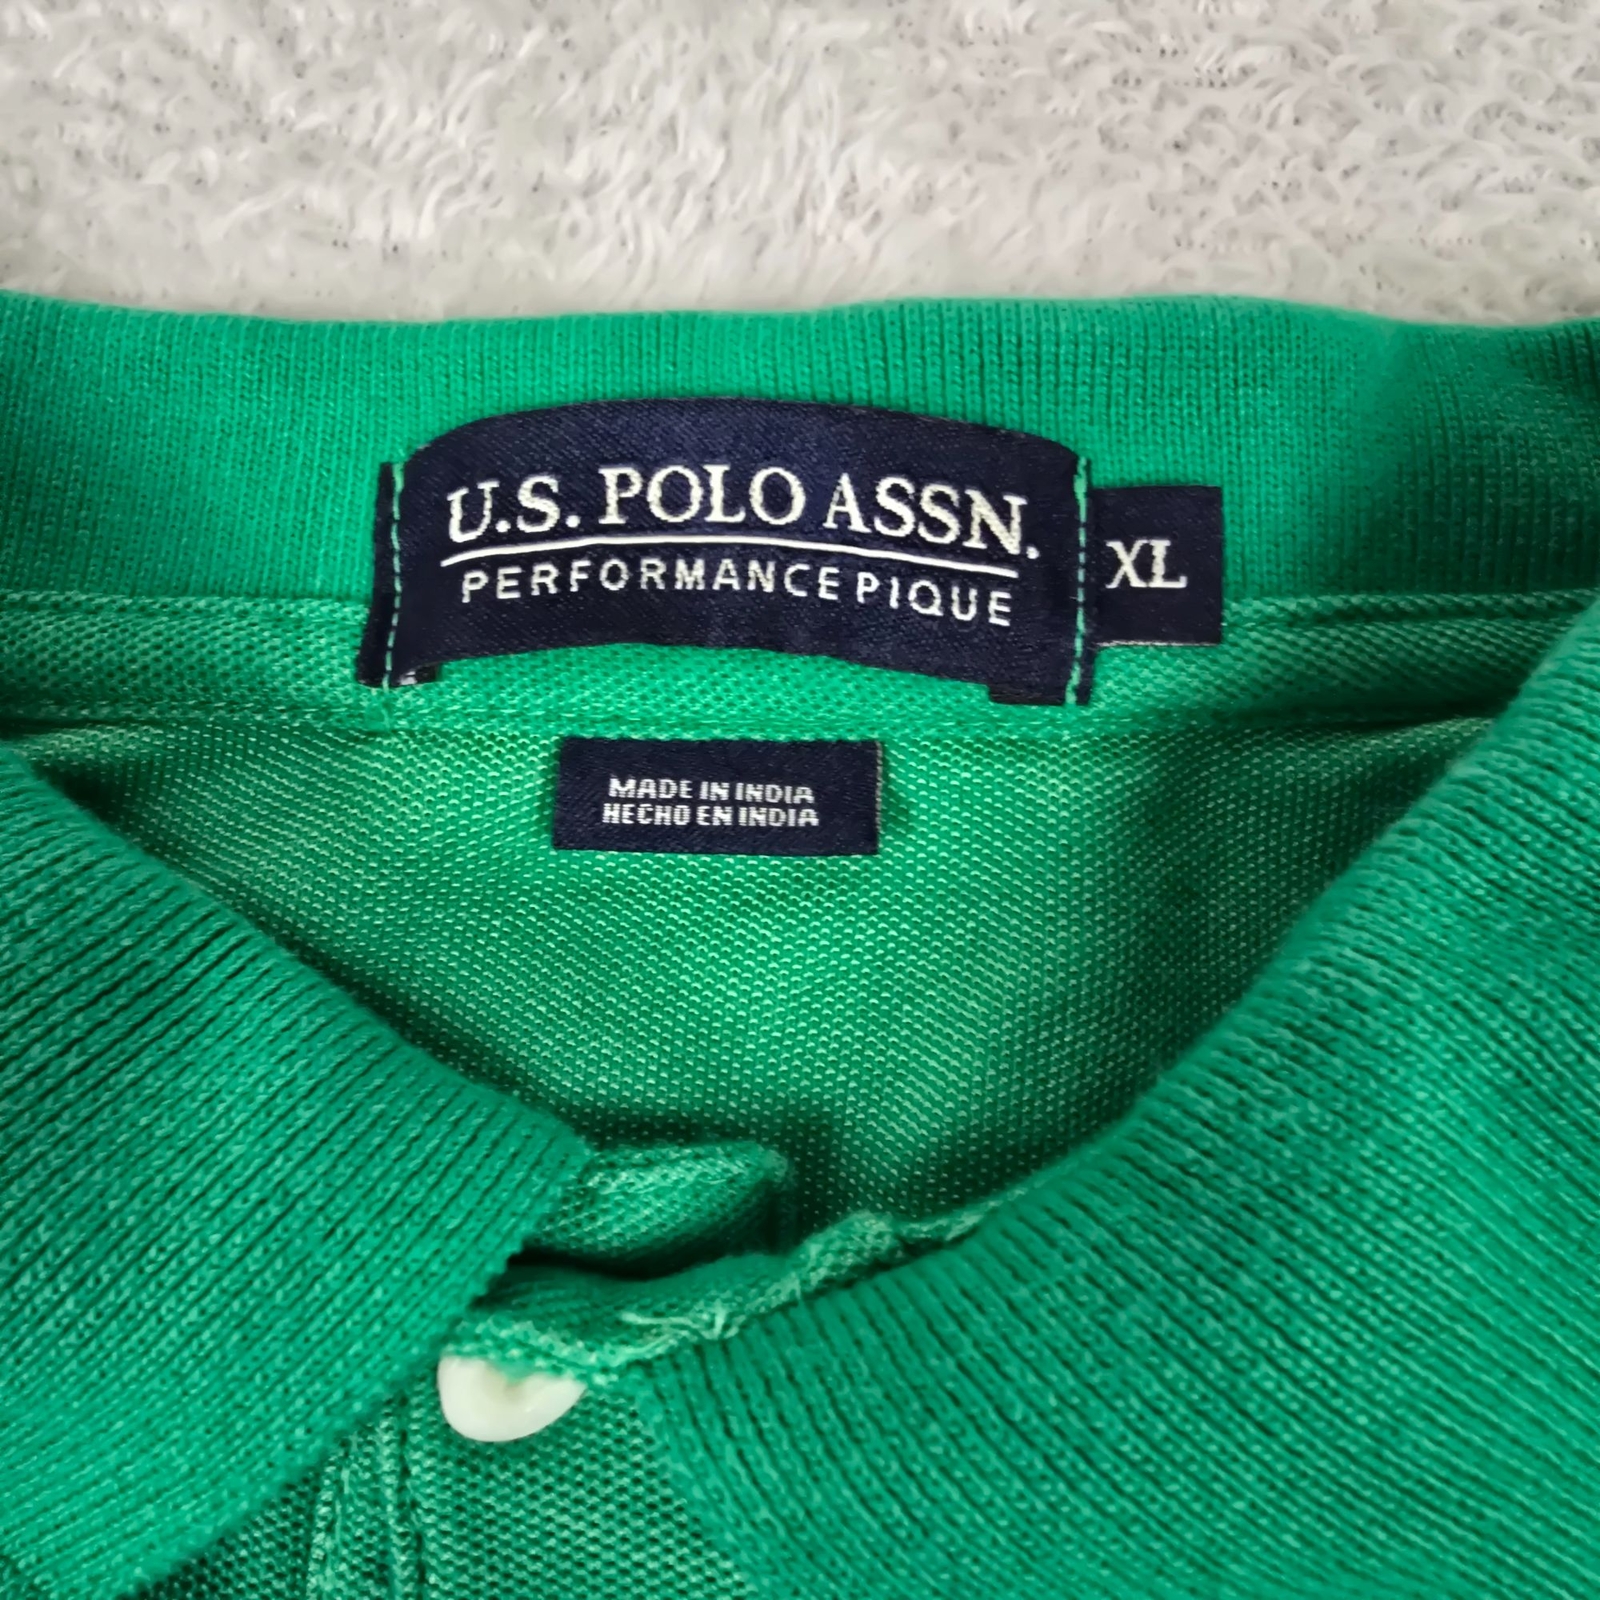 U.S. POLO ASSN.
PERFORMANCE PIQUE
XL
MADE IN INDIA
HECHO EN INDIA